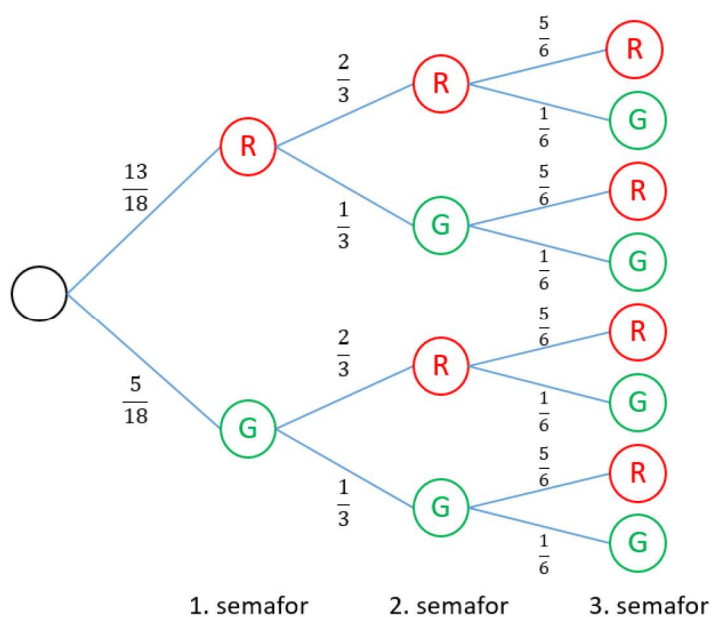 5/6
R
2/3
R
1/6
G
13/18
R
5/6
R
1/3
G
1/6
G
5/6
R
2/3
R
5/18
1/6
G
G
5/6
R
1/3
G
1/6
G
1. semafor 2. semafor 3. semafor